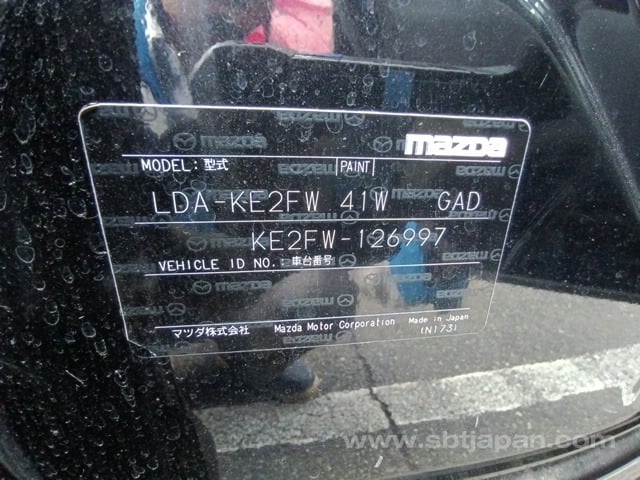 mazda
MODEL: 型式 PAINT
LDA-KE2FW 41W GAD
KE2FW-126997
VEHICLE ID NO.: 車台番号
マツダ株式会社 Mazda Motor Corporation Made in Japan
(N173)
www.sbtjapan.com